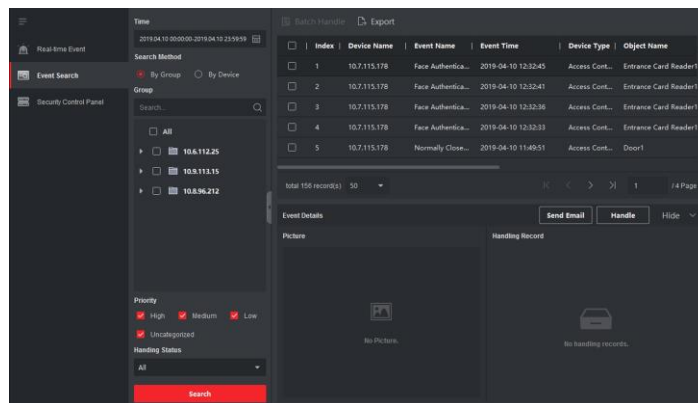 Real-time Event
Event Search
Security Control Panel
Time
2019.04.10 00:00:00-2019.04.10 23:59:59
Search Method
By Group
By Device
Group
Search...
All
10.6.112.25
10.9.113.15
10.8.96.212
Priority
High Medium Low
Uncategorized
Handing Status
All
Search
Batch Handle Export
Index Device Name Event Name Event Time Device Type Object Name
1 10.7.115.178 Face Authentica... 2019-04-10 12:32:45 Access Cont... Entrance Card Reader1
2 10.7.115.178 Face Authentica... 2019-04-10 12:32:41 Access Cont... Entrance Card Reader1
3 10.7.115.178 Face Authentica... 2019-04-10 12:32:36 Access Cont... Entrance Card Reader1
4 10.7.115.178 Face Authentica... 2019-04-10 12:32:33 Access Cont... Entrance Card Reader1
5 10.7.115.178 Normally Close... 2019-04-10 11:49:51 Access Cont... Door1
total 156 record(s) 50 1 / 4 Page
Event Details Send Email Handle Hide
Picture Handling Record
No Picture. No handling records.